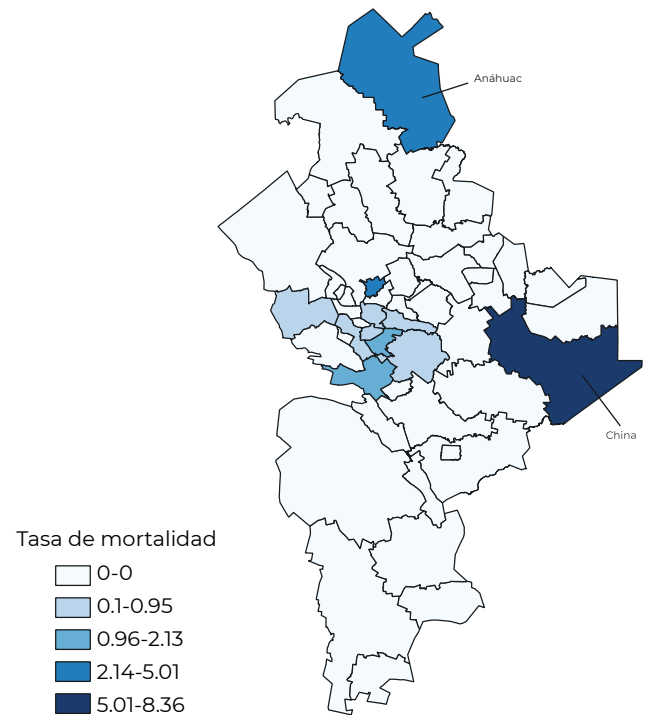 Anáhuac
China
Tasa de mortalidad
0-0
0.1-0.95
0.96-2.13
2.14-5.01
5.01-8.36